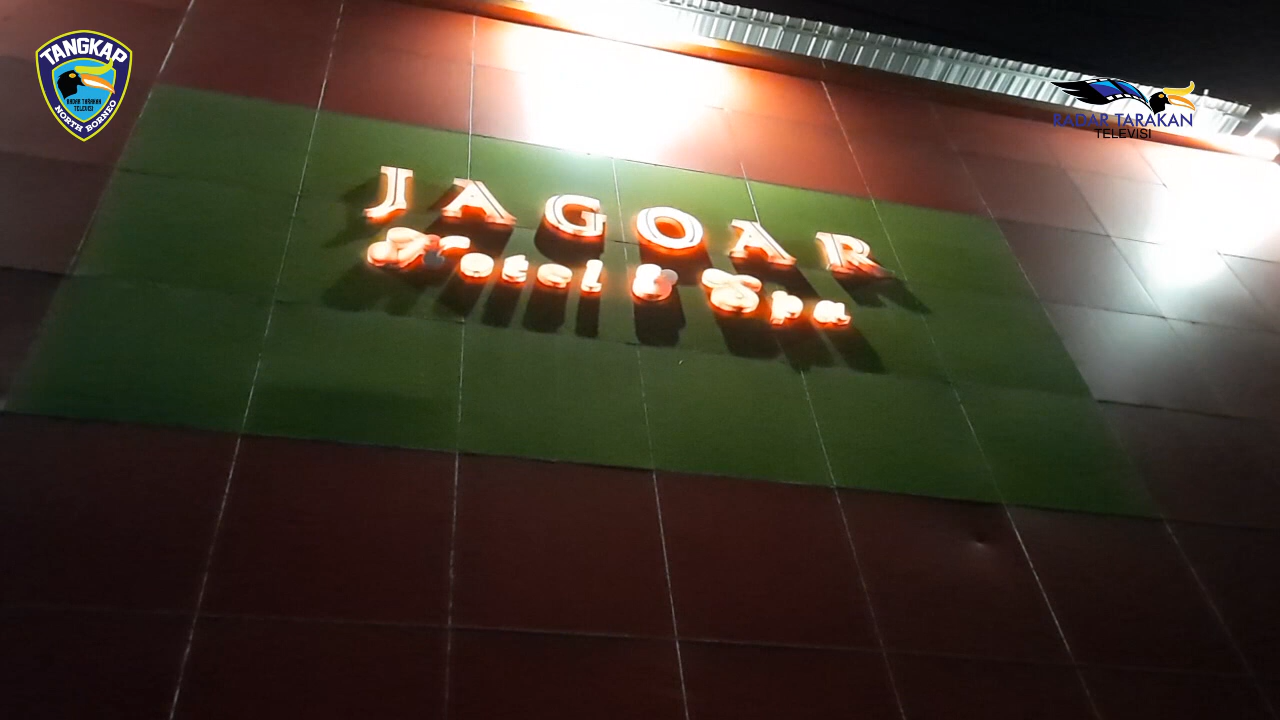 TANGKAP
RADAR TARAKAN
TELEVISI
NORTH BORNEO
RADAR TARAKAN
TELEVISI
JAGOAR
Hotel & Spa